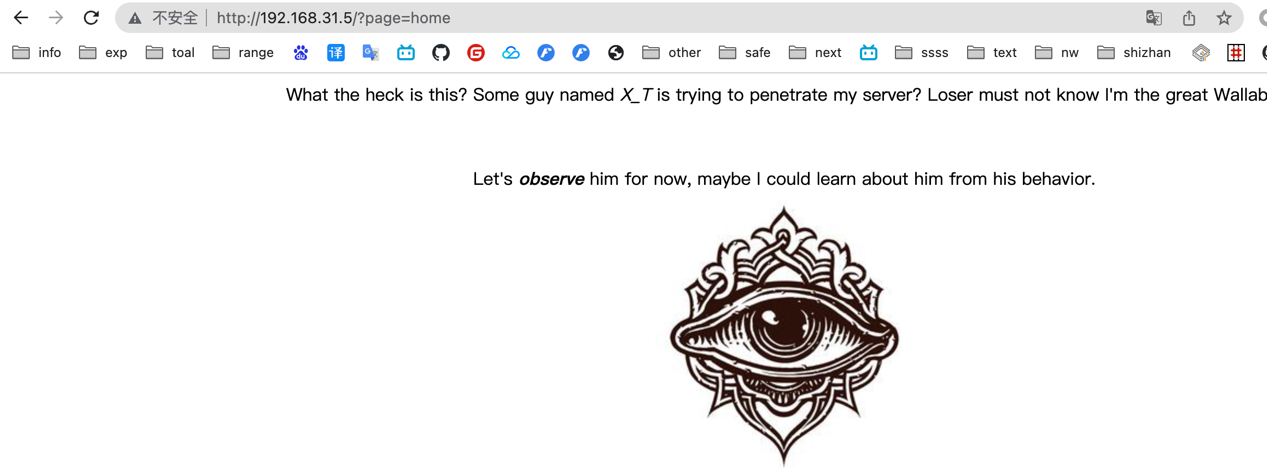 不安全 http://192.168.31.5/?page=home
info exp toal range du 译 G other safe next ssss text nw shizhan
What the heck is this? Some guy named X_T is trying to penetrate my server? Loser must not know I'm the great Wallab
Let's observe him for now, maybe I could learn about him from his behavior.